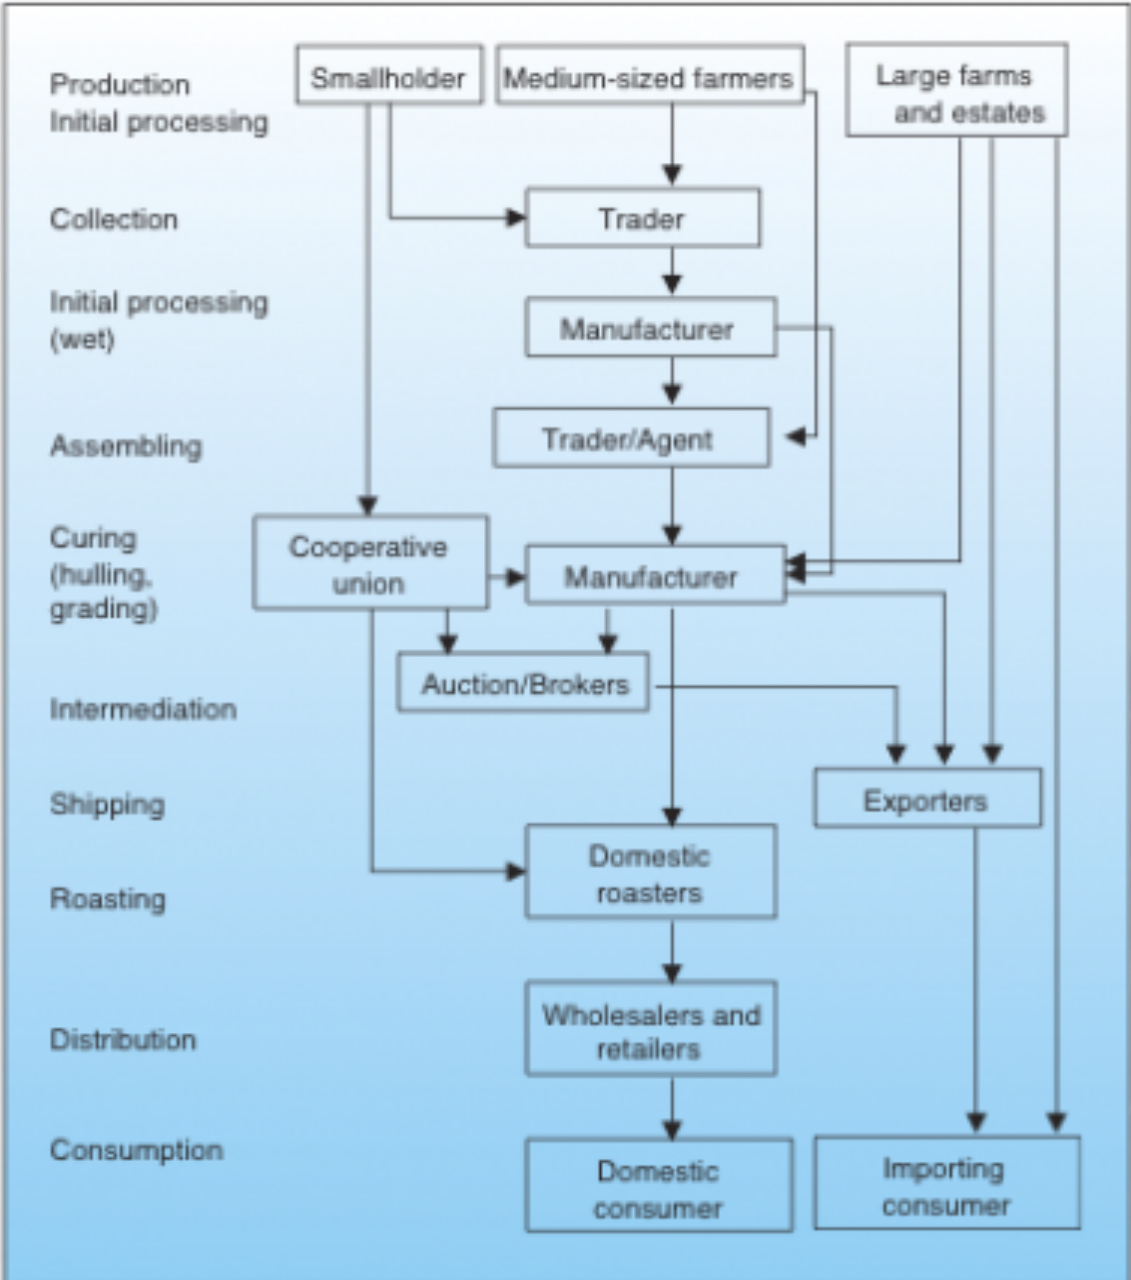 Production
Initial processing
Smallholder
Medium-sized farmers
Large farms
and estates
Collection
Trader
Initial processing
(wet)
Manufacturer
Assembling
Trader/Agent
Curing
(hulling,
grading)
Cooperative
union
Manufacturer
Auction/Brokers
Intermediation
Shipping
Exporters
Domestic
roasters
Roasting
Wholesalers and
retailers
Distribution
Consumption
Domestic
consumer
Importing
consumer